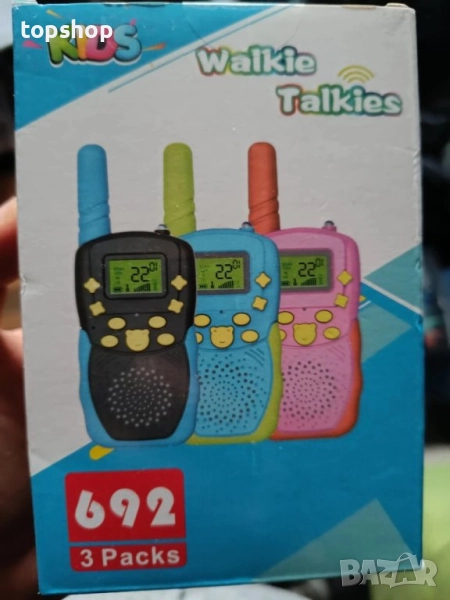 topshop
KIDS
Walkie
Talkies
22
22
22
692
3 Packs
BAZAR